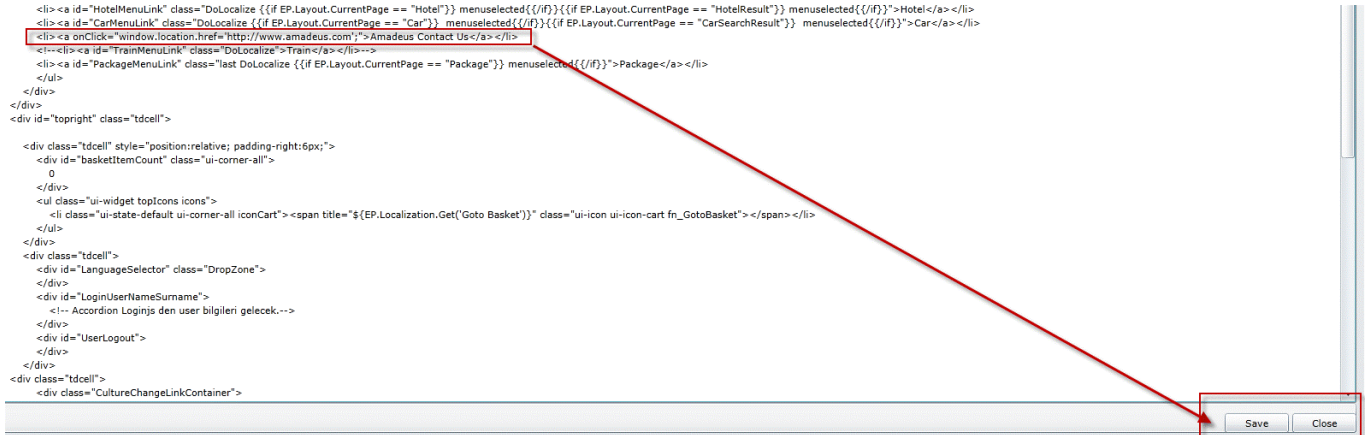 <li><a id="HotelMenuLink" class="DoLocalize {{if EP.Layout.CurrentPage == "Hotel"}} menuselected{{/if}}{{if EP.Layout.CurrentPage == "HotelResult"}} menuselected{{/if}}">Hotel</a></li>
<li><a id="CarMenuLink" class="DoLocalize {{if EP.Layout.CurrentPage == "Car"}}  menuselected{{/if}}{{if EP.Layout.CurrentPage == "CarSearchResult"}} menuselected{{/if}}">Car</a></li>
<li><a onClick="window.location.href='http://www.amadeus.com';">Amadeus Contact Us</a></li>
<!--<li><a id="TrainMenuLink" class="DoLocalize">Train</a></li>-->
<li><a id="PackageMenuLink" class="last DoLocalize {{if EP.Layout.CurrentPage == "Package"}} menuselected{{/if}}">Package</a></li>
</ul>
</div>
</div>
<div id="topright" class="tdcell">
<div class="tdcell" style="position:relative; padding-right:6px;">
<div id="basketItemCount" class="ui-corner-all">
0
</div>
<ul class="ui-widget topIcons icons">
<li class="ui-state-default ui-corner-all iconCart"><span title="${EP.Localization.Get('Goto Basket')}" class="ui-icon ui-icon-cart fn_GotoBasket"></span></li>
</ul>
</div>
<div class="tdcell">
<div id="LanguageSelector" class="DropZone">
</div>
<div id="LoginUserNameSurname">
<!-- Accordion Loginjs den user bilgileri gelecek.-->
</div>
<div id="UserLogout">
</div>
</div>
<div class="tdcell">
<div class="CultureChangeLinkContainer">
Save Close